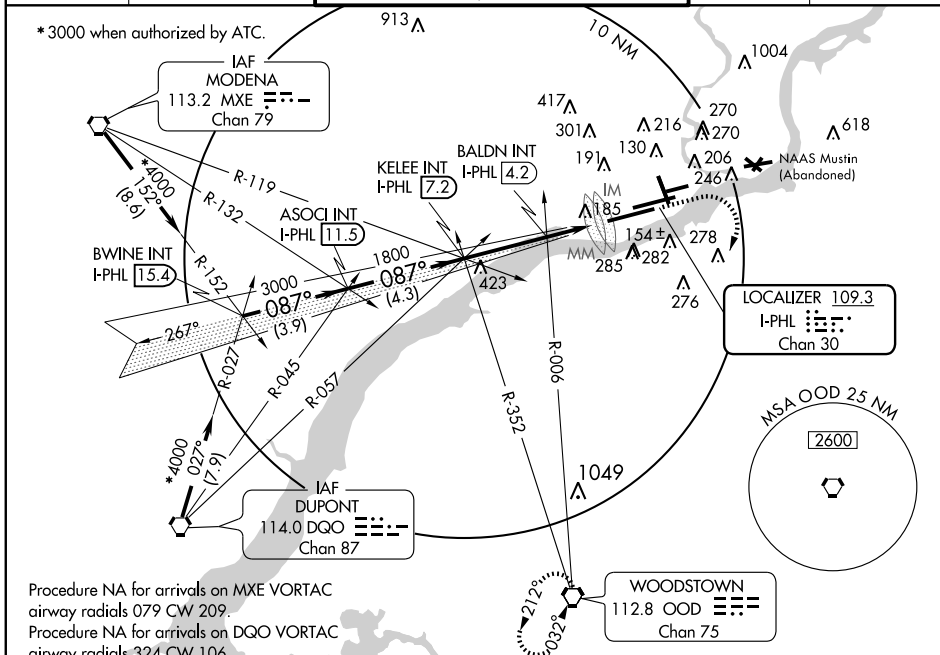 * 3000 when authorized by ATC.
913
10 NM
1004
IAF
MODENA
113.2 MXE
Chan 79
417
301
191
216
130
270
270
206
246
618
NAAS Mustin
(Abandoned)
*4000
152°
(8.6)
R-119
R-132
R-152
KELEE INT
I-PHL 7.2
BALDN INT
I-PHL 4.2
IM
185
MM
ASOCI INT
I-PHL 11.5
BWINE INT
I-PHL 15.4
3000
087°
(3.9)
1800
087°
(4.3)
267°
423
154±
285
282
278
276
LOCALIZER 109.3
I-PHL
Chan 30
R-027
R-045
R-057
R-352
R-006
*4000
027°
(7.9)
MSA OOD 25 NM
2600
1049
IAF
DUPONT
114.0 DQO
Chan 87
212°
032°
WOODSTOWN
112.8 OOD
Chan 75
Procedure NA for arrivals on MXE VORTAC
airway radials 079 CW 209.
Procedure NA for arrivals on DQO VORTAC
airway radials 324 CW 106.